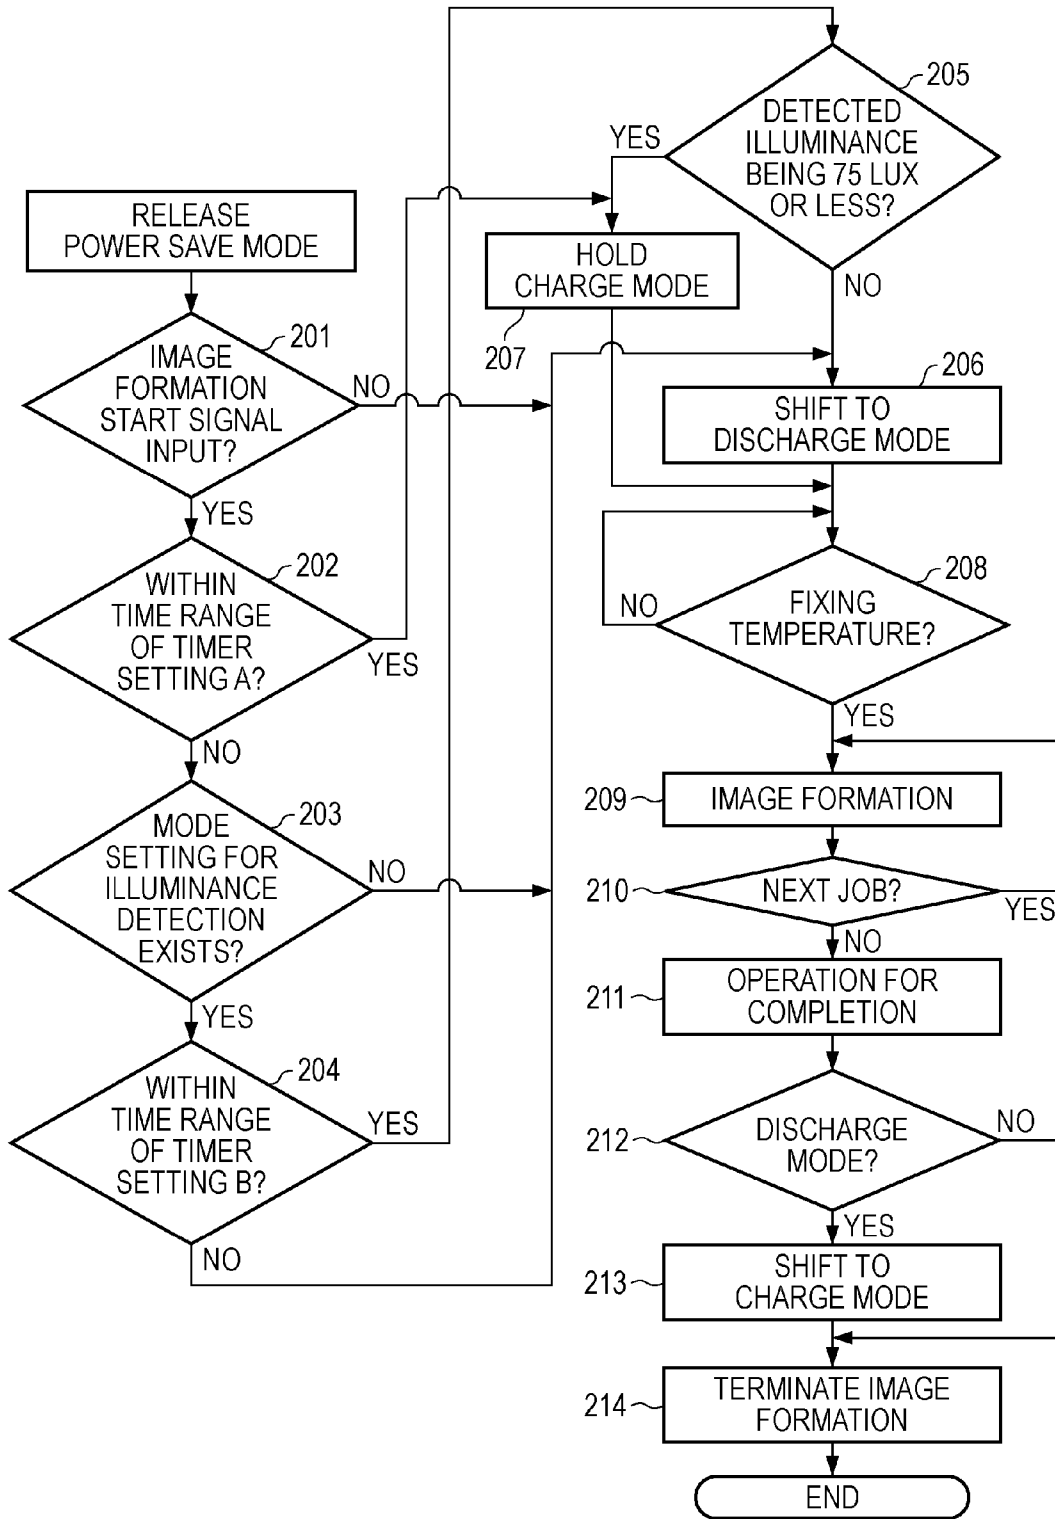 RELEASE
POWER SAVE MODE
201
IMAGE
FORMATION
START SIGNAL
INPUT?
NO
YES
202
WITHIN
TIME RANGE
OF TIMER
SETTING A?
YES
NO
203
MODE
SETTING FOR
ILLUMINANCE
DETECTION
EXISTS?
NO
YES
204
WITHIN
TIME RANGE
OF TIMER
SETTING B?
YES
NO
205
DETECTED
ILLUMINANCE
BEING 75 LUX
OR LESS?
YES
NO
HOLD
CHARGE MODE
207
206
SHIFT TO
DISCHARGE MODE
208
FIXING
TEMPERATURE?
NO
YES
209
IMAGE FORMATION
210
NEXT JOB?
YES
NO
211
OPERATION FOR
COMPLETION
212
DISCHARGE
MODE?
NO
YES
213
SHIFT TO
CHARGE MODE
214
TERMINATE IMAGE
FORMATION
END